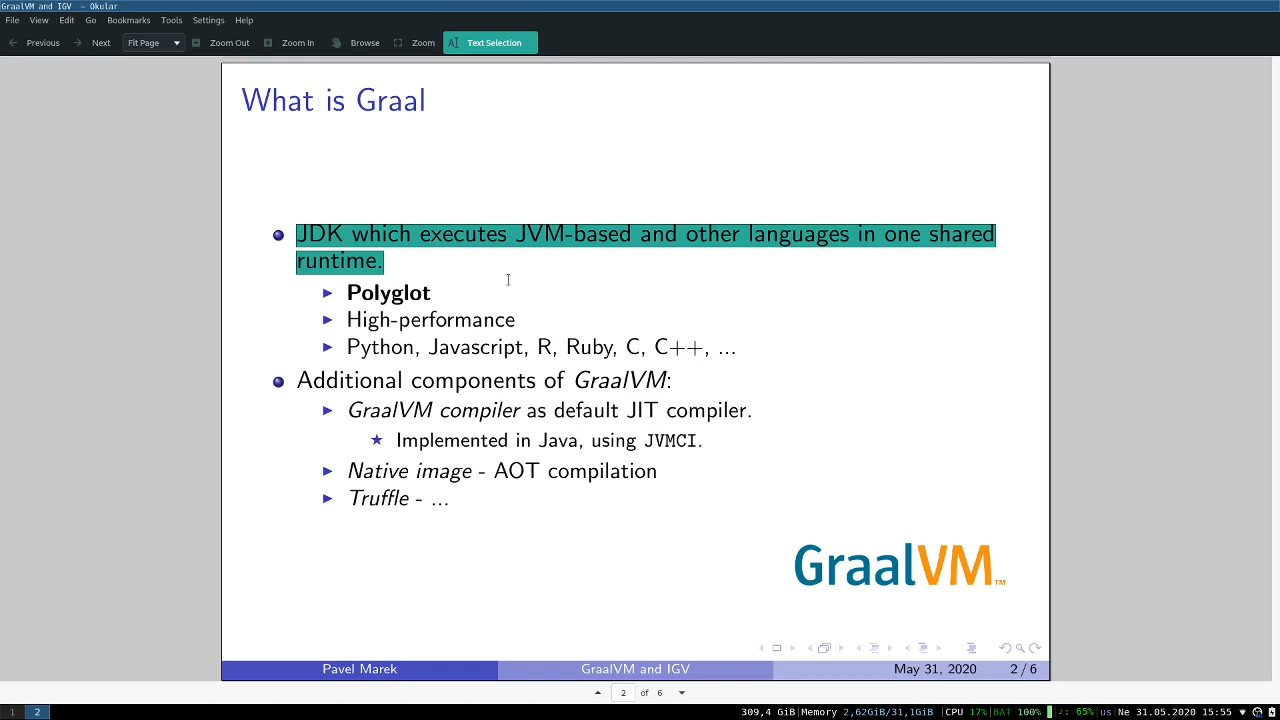 GraalVM and IGV – Okular
File View Edit Go Bookmarks Tools Settings Help
Previous Next Fit Page Zoom Out Zoom In Browse Zoom Text Selection
What is Graal
JDK which executes JVM-based and other languages in one shared
runtime.
Polyglot
High-performance
Python, Javascript, R, Ruby, C, C++, ...
Additional components of GraalVM:
GraalVM compiler as default JIT compiler.
Implemented in Java, using JVMCI.
Native image - AOT compilation
Truffle - ...
GraalVM™
Pavel Marek GraalVM and IGV May 31, 2020 2 / 6
2 of 6
1 2 309,4 GiB|Memory 2,62GiB/31,1GiB |CPU 17%|BAT 100% |♪: 65%|us|Ne 31.05.2020 15:55